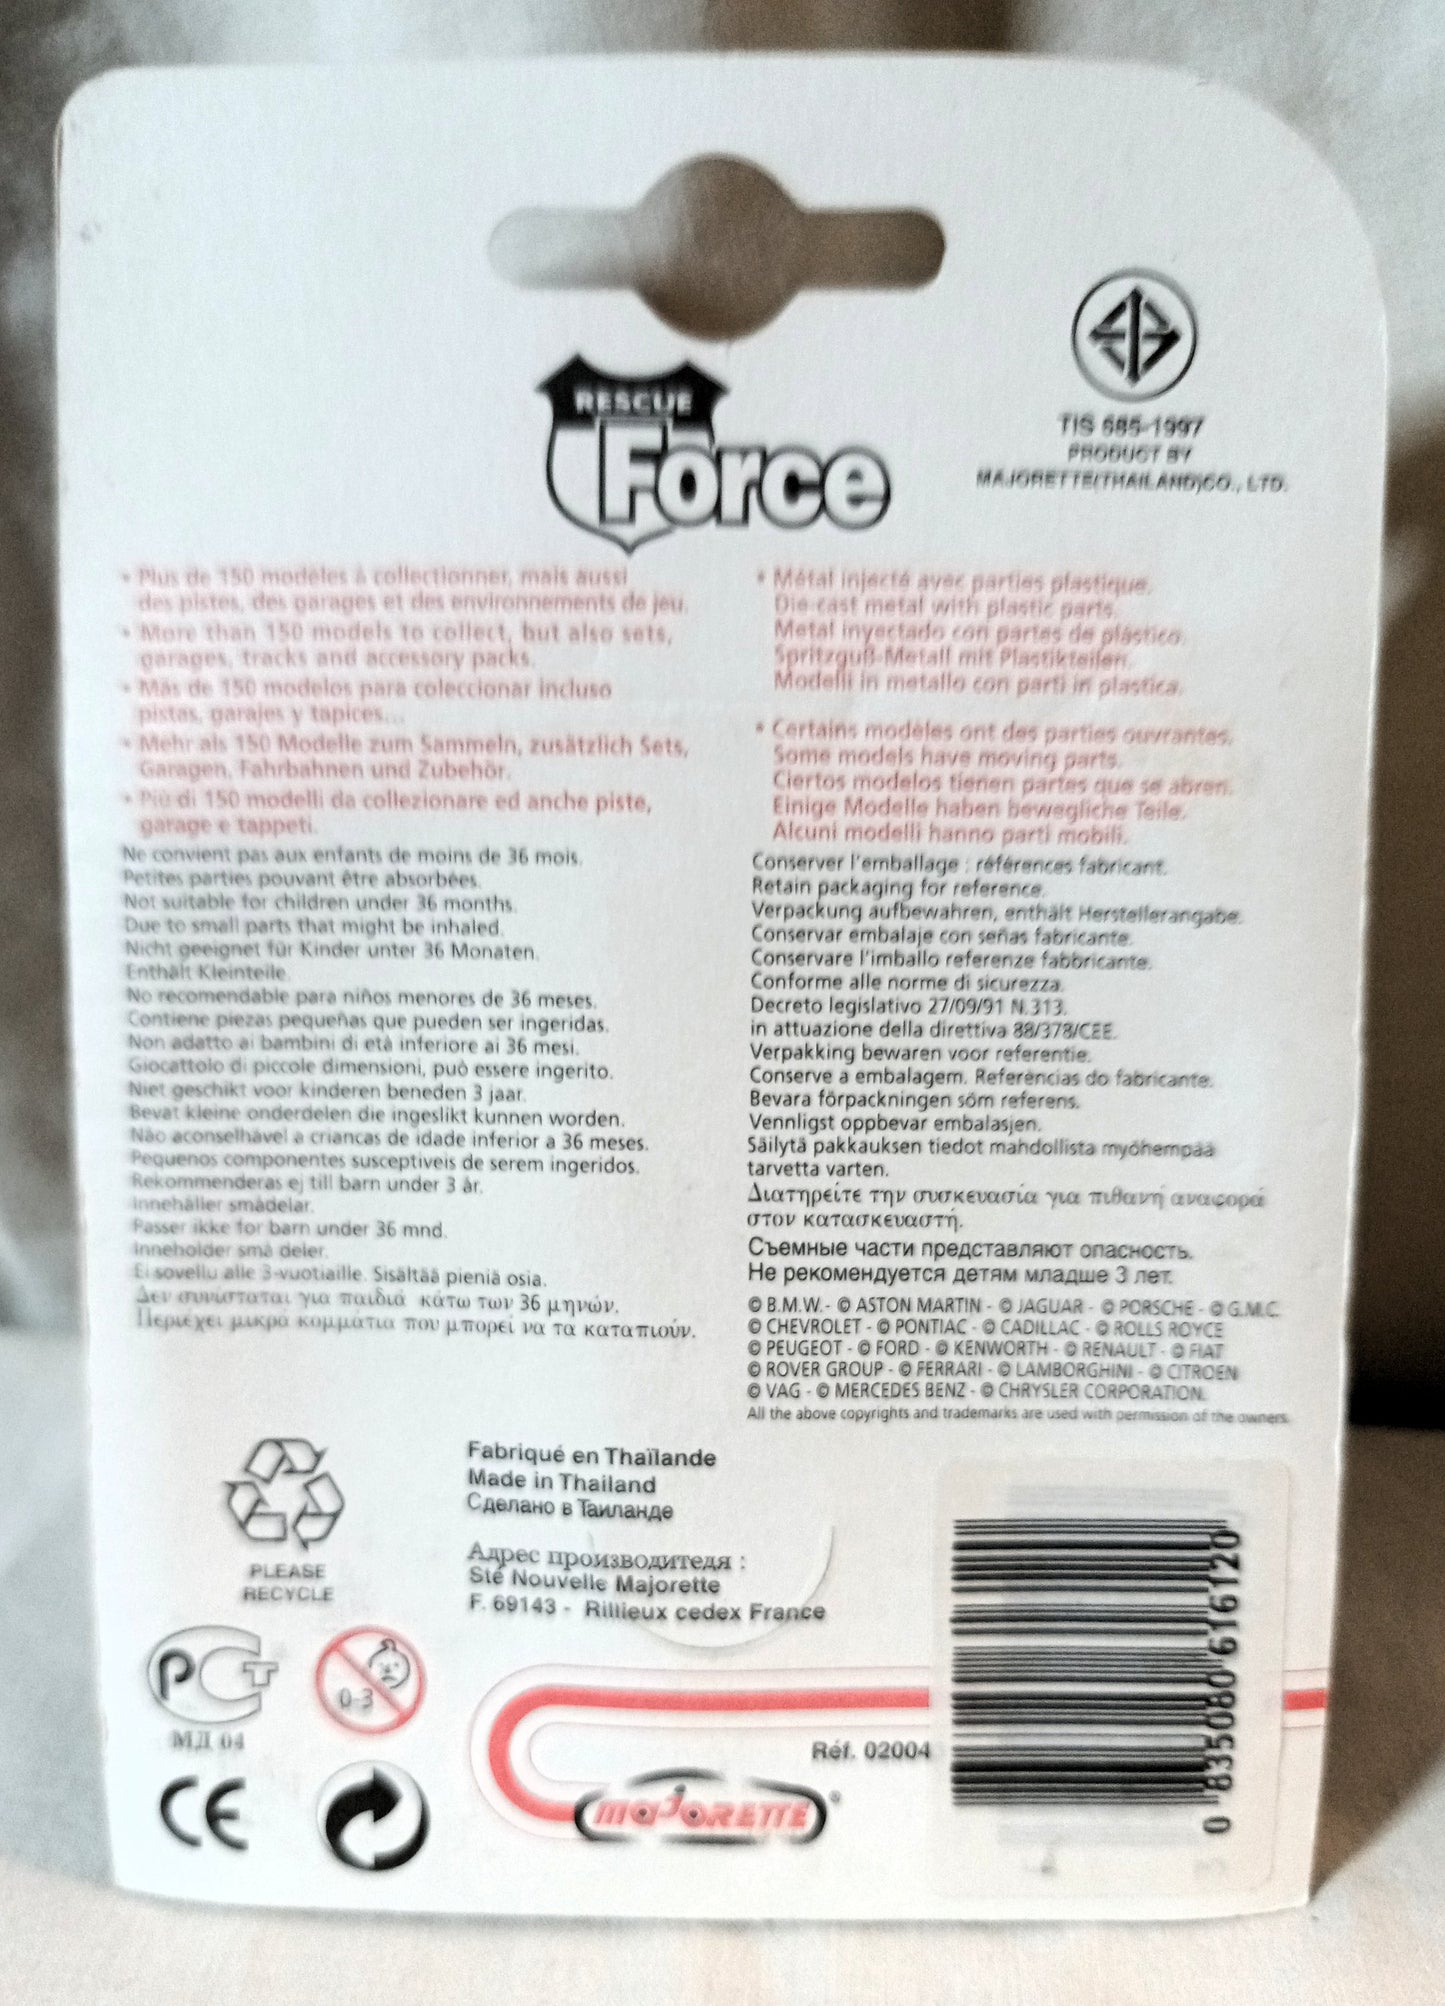 RESCUE
Force
TIS 685-1997
PRODUCT BY
MAJORETTE(THAILAND)CO., LTD.
• Plus de 150 modèles à collectionner, mais aussi
des pistes, des garages et des environnements de jeu.
• More than 150 models to collect, but also sets,
garages, tracks and accessory packs.
• Más de 150 modelos para coleccionar incluso
pistas, garajes y tapices...
• Mehr als 150 Modelle zum Sammeln, zusätzlich Sets,
Garagen, Fahrbahnen und Zubehör.
• Più di 150 modelli da collezionare ed anche piste,
garage e tappeti.
Ne convient pas aux enfants de moins de 36 mois.
Petites parties pouvant être absorbées.
Not suitable for children under 36 months.
Due to small parts that might be inhaled.
Nicht geeignet für Kinder unter 36 Monaten.
Enthält Kleinteile.
No recomendable para niños menores de 36 meses.
Contiene piezas pequeñas que pueden ser ingeridas.
Non adatto ai bambini di età inferiore ai 36 mesi.
Giocattolo di piccole dimensioni, può essere ingerito.
Niet geschikt voor kinderen beneden 3 jaar.
Bevat kleine onderdelen die ingeslikt kunnen worden.
Não aconselhável a criancas de idade inferior a 36 meses.
Pequenos componentes susceptiveis de serem ingeridos.
Rekommenderas ej till barn under 3 år.
Innehåller smådelar.
Passer ikke for barn under 36 mnd.
Inneholder små deler.
Ei sovellu alle 3-vuotiaille. Sisältää pieniä osia.
Δεν συνίσταται για παιδιά κάτω των 36 μηνών.
Περιέχει μικρά κομμάτια που μπορεί να τα καταπιούν.
• Métal injecté avec parties plastique.
Die-cast metal with plastic parts.
Metal inyectado con partes de plástico.
Spritzguß-Metall mit Plastikteilen.
Modelli in metallo con parti in plastica.
• Certains modèles ont des parties ouvrantes.
Some models have moving parts.
Ciertos modelos tienen partes que se abren.
Einige Modelle haben bewegliche Teile.
Alcuni modelli hanno parti mobili.
Conserver l'emballage : références fabricant.
Retain packaging for reference.
Verpackung aufbewahren, enthält Herstellerangabe.
Conservar embalaje con señas fabricante.
Conservare l'imballo referenze fabbricante.
Conforme alle norme di sicurezza.
Decreto legislativo 27/09/91 N.313.
in attuazione della direttiva 88/378/CEE.
Verpakking bewaren voor referentie.
Conserve a embalagem. Referências do fabricante.
Bevara förpackningen söm referens.
Vennligst oppbevar embalasjen.
Säilytä pakkauksen tiedot mahdollista myöhempää
tarvetta varten.
Διατηρείτε την συσκευασία για πιθανή αναφορά
στον κατασκευαστή.
Съемные части представляют опасность.
Не рекомендуется детям младше 3 лет.
© B.M.W.- © ASTON MARTIN - © JAGUAR - © PORSCHE - © G.M.C.
© CHEVROLET - © PONTIAC - © CADILLAC - © ROLLS ROYCE
© PEUGEOT - © FORD - © KENWORTH - © RENAULT - © FIAT
© ROVER GROUP - © FERRARI - © LAMBORGHINI - © CITROEN
© VAG - © MERCEDES BENZ - © CHRYSLER CORPORATION.
All the above copyrights and trademarks are used with permission of the owners.
PLEASE
RECYCLE
Fabriqué en Thaïlande
Made in Thailand
Сделано в Таиланде
Адрес производителя :
Sté Nouvelle Majorette
F. 69143 - Rillieux cedex France
РСТ
МД 04
0-3
CE
Réf. 02004
MAJORETTE®
0 35080 61612 0